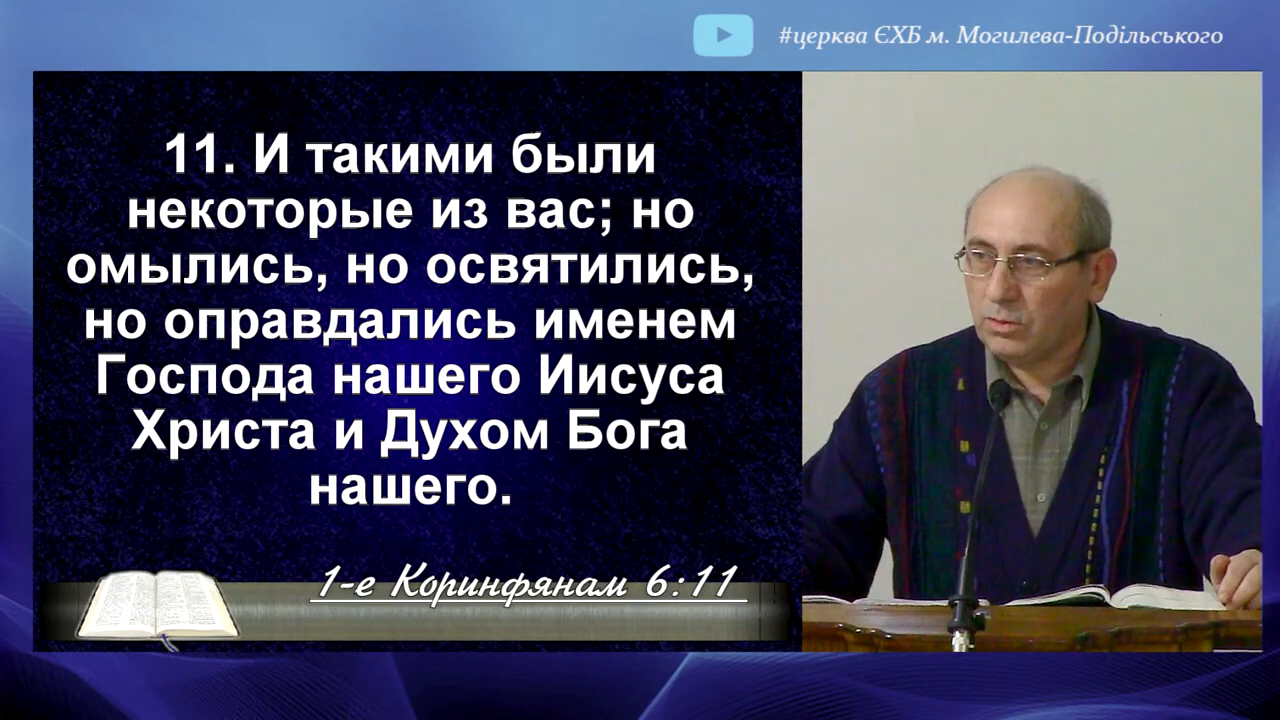 #церква ЄХБ м. Могилева-Подільського
11. И такими были
некоторые из вас; но
омылись, но освятились,
но оправдались именем
Господа нашего Иисуса
Христа и Духом Бога
нашего.
1-е Коринфянам 6:11